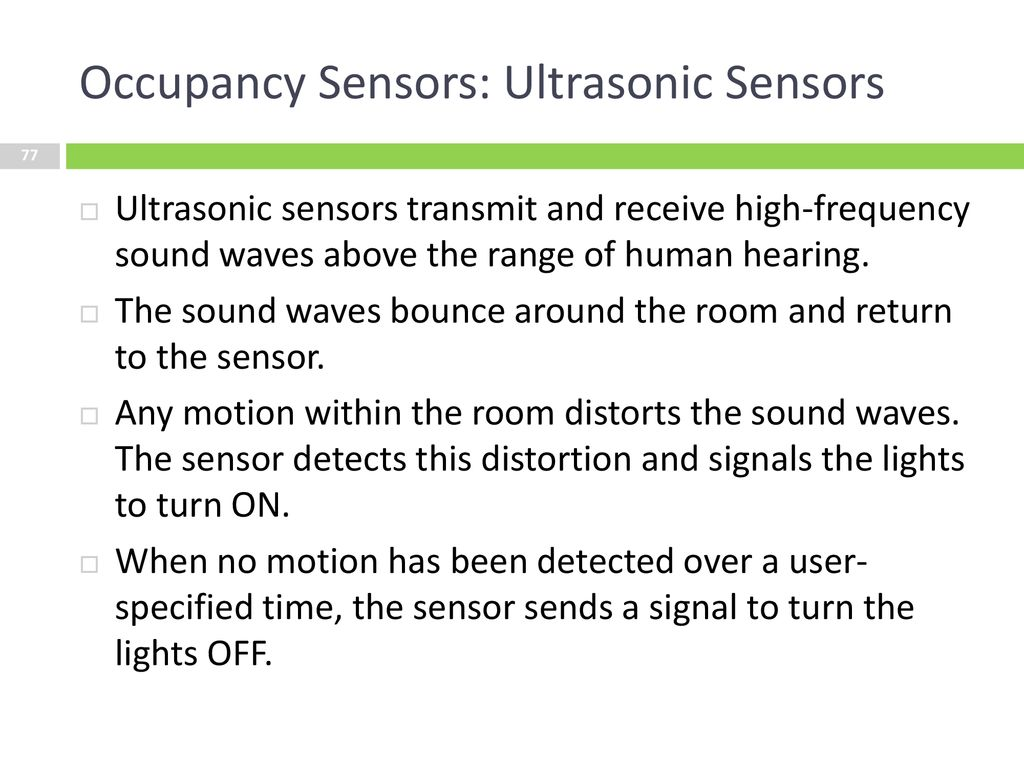 Occupancy Sensors: Ultrasonic Sensors
77
Ultrasonic sensors transmit and receive high-frequency
sound waves above the range of human hearing.
The sound waves bounce around the room and return
to the sensor.
Any motion within the room distorts the sound waves.
The sensor detects this distortion and signals the lights
to turn ON.
When no motion has been detected over a user-
specified time, the sensor sends a signal to turn the
lights OFF.